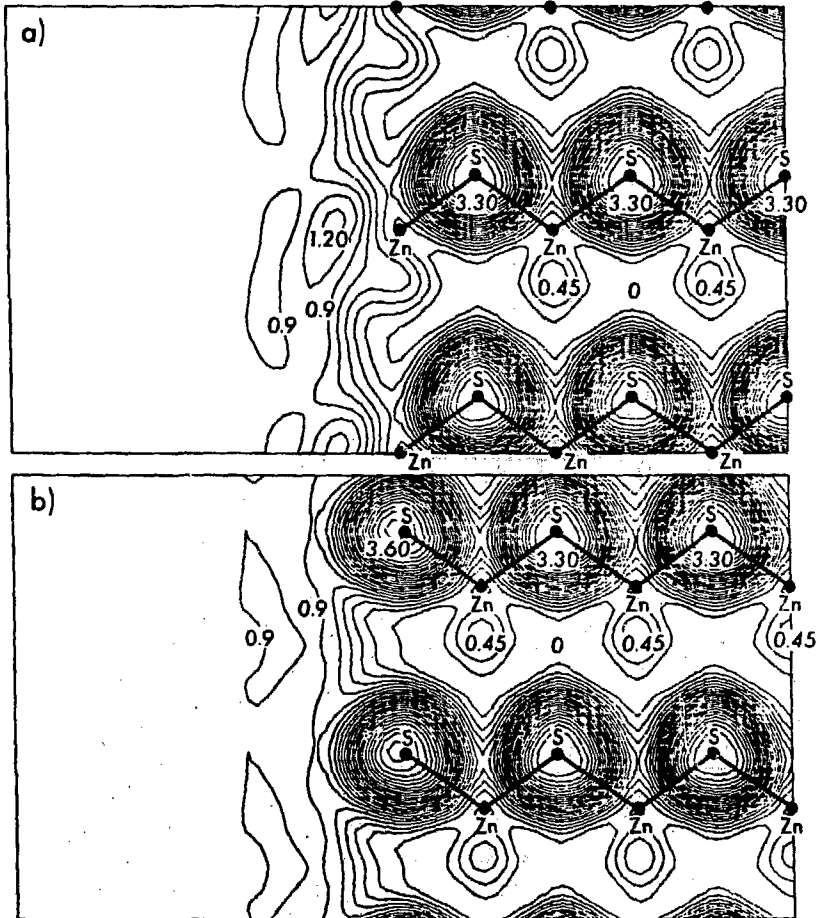 a)
S S S
3.30 3.30 3.30
1.20 Zn Zn Zn
0.45 0 0.45
0.9 0.9
S S S
Zn Zn Zn
b)
S S S
3.60 3.30 3.30
0.9 Zn Zn Zn
0.9 0.45 0 0.45 0.45
S S S
Zn Zn Zn